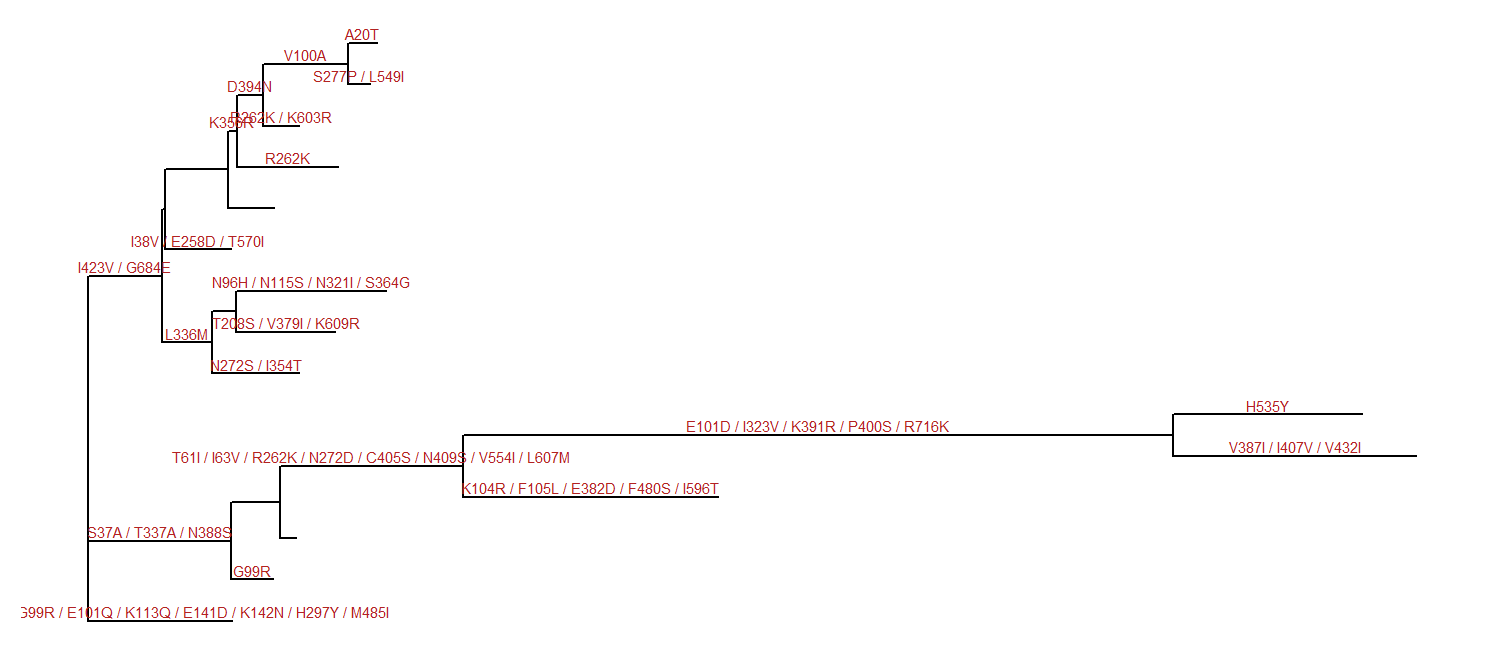 A20T
V100A
S277P / L549I
D394N
R262K / K603R
K356R
R262K
I38V / E258D / T570I
I423V / G684E
N96H / N115S / N321I / S364G
T208S / V379I / K609R
L336M
N272S / I354T
H535Y
E101D / I323V / K391R / P400S / R716K
V387I / I407V / V432I
T61I / I63V / R262K / N272D / C405S / N409S / V554I / L607M
K104R / F105L / E382D / F480S / I596T
S37A / T337A / N388S
G99R
G99R / E101Q / K113Q / E141D / K142N / H297Y / M485I